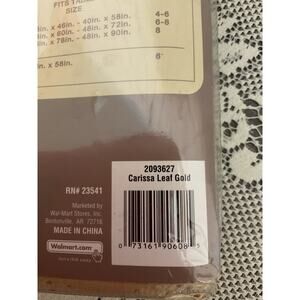 FITS TABLE
SIZE
in. x 46in. - 40in. x 58in. 4-6
in. x 60in. - 48in. x 72in. 6-8
in. x 78in. - 48in. x 90in. 8
in. x 58in. 6
2093627
Carissa Leaf Gold
RN# 23541
Marketed by
Wal-Mart Stores, Inc.
Bentonville, AR 72716
MADE IN CHINA
Walmart.com
0 73161 90608 5